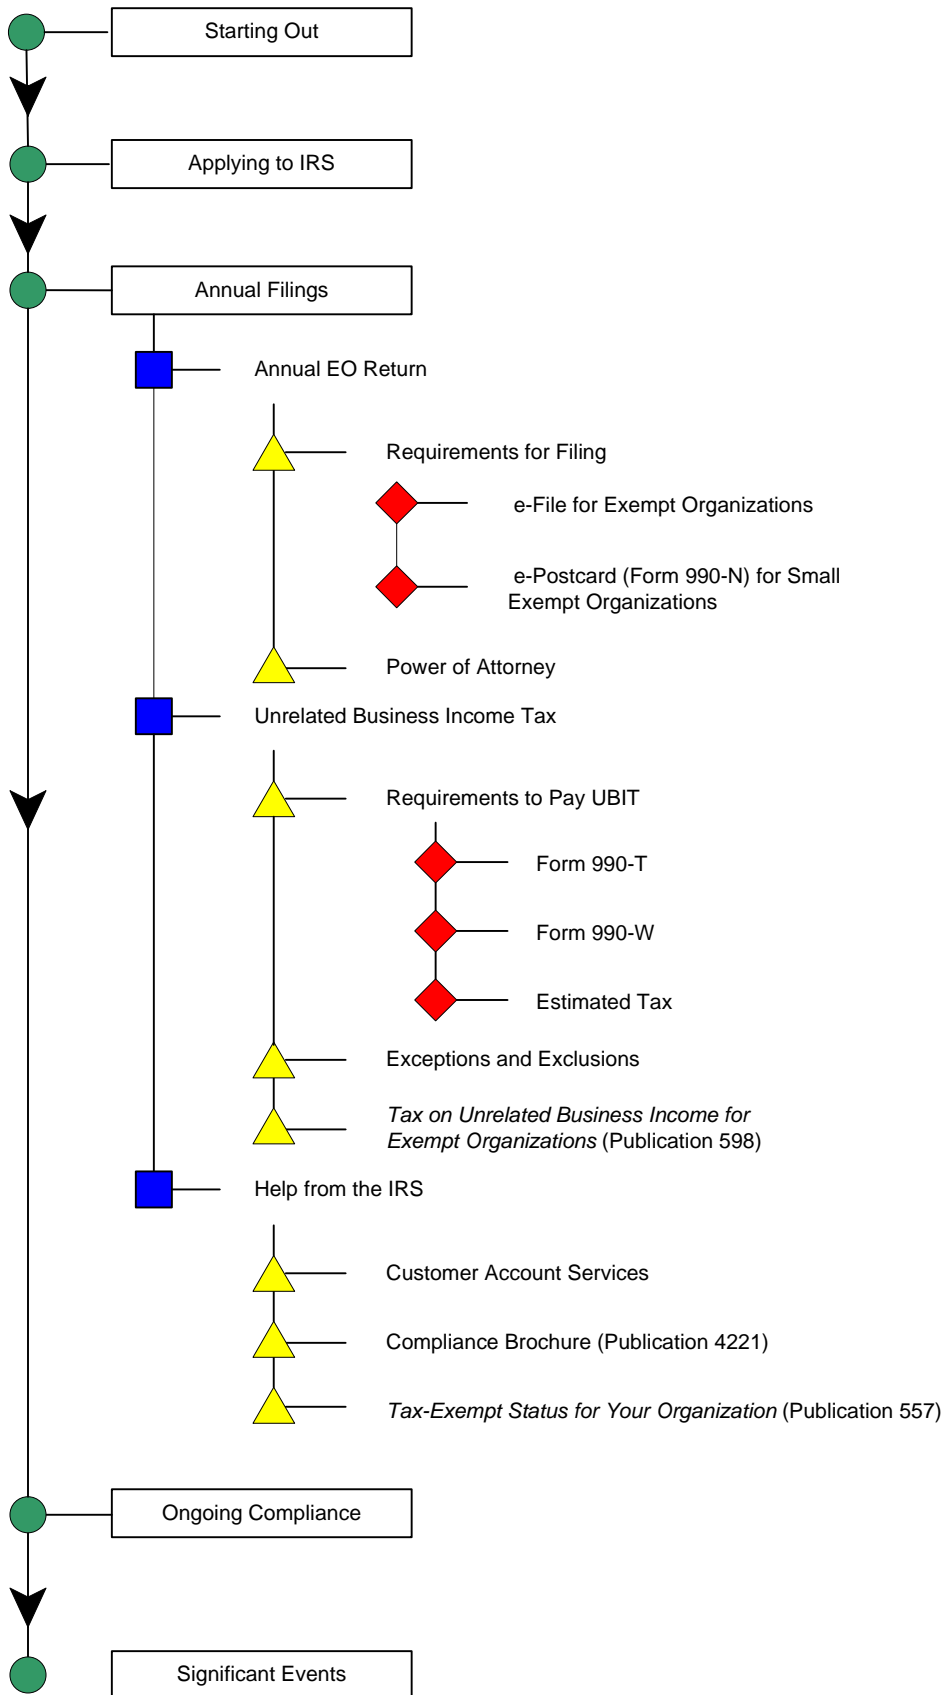 Starting Out
Applying to IRS
Annual Filings
Annual EO Return
Requirements for Filing
e-File for Exempt Organizations
e-Postcard (Form 990-N) for Small
Exempt Organizations
Power of Attorney
Unrelated Business Income Tax
Requirements to Pay UBIT
Form 990-T
Form 990-W
Estimated Tax
Exceptions and Exclusions
Tax on Unrelated Business Income for
Exempt Organizations (Publication 598)
Help from the IRS
Customer Account Services
Compliance Brochure (Publication 4221)
Tax-Exempt Status for Your Organization (Publication 557)
Ongoing Compliance
Significant Events